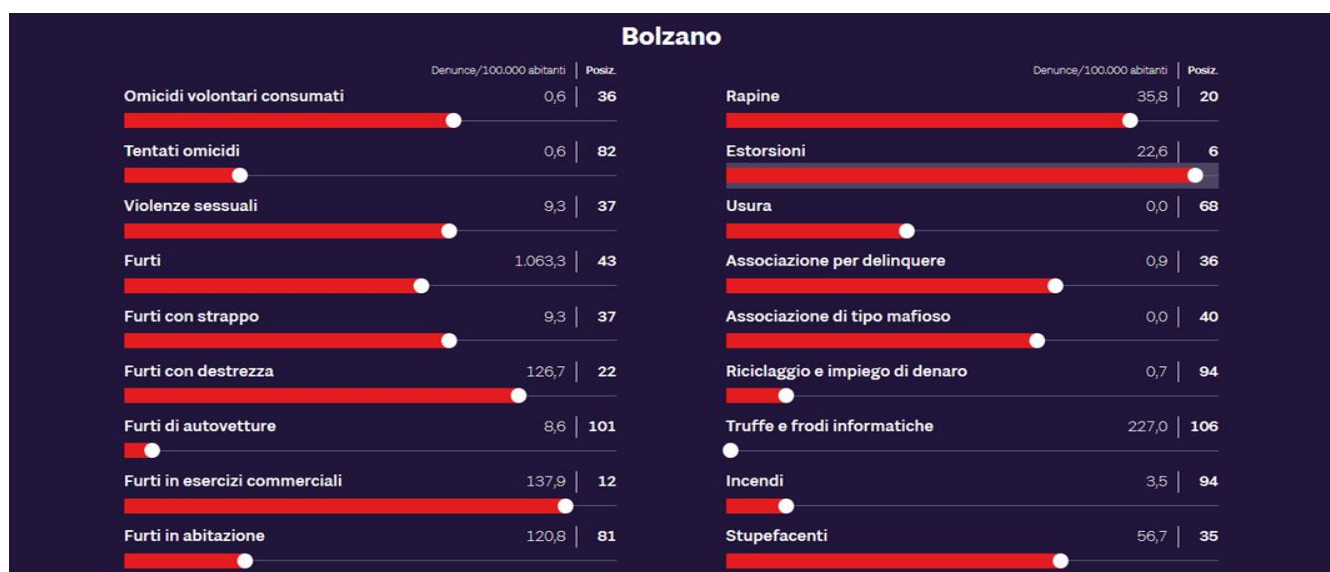 Bolzano
Denunce/100.000 abitanti | Posiz.
Omicidi volontari consumati 0,6 | 36
Tentati omicidi 0,6 | 82
Violenze sessuali 9,3 | 37
Furti 1.063,3 | 43
Furti con strappo 9,3 | 37
Furti con destrezza 126,7 | 22
Furti di autovetture 8,6 | 101
Furti in esercizi commerciali 137,9 | 12
Furti in abitazione 120,8 | 81
Denunce/100.000 abitanti | Posiz.
Rapine 35,8 | 20
Estorsioni 22,6 | 6
Usura 0,0 | 68
Associazione per delinquere 0,9 | 36
Associazione di tipo mafioso 0,0 | 40
Riciclaggio e impiego di denaro 0,7 | 94
Truffe e frodi informatiche 227,0 | 106
Incendi 3,5 | 94
Stupefacenti 56,7 | 35